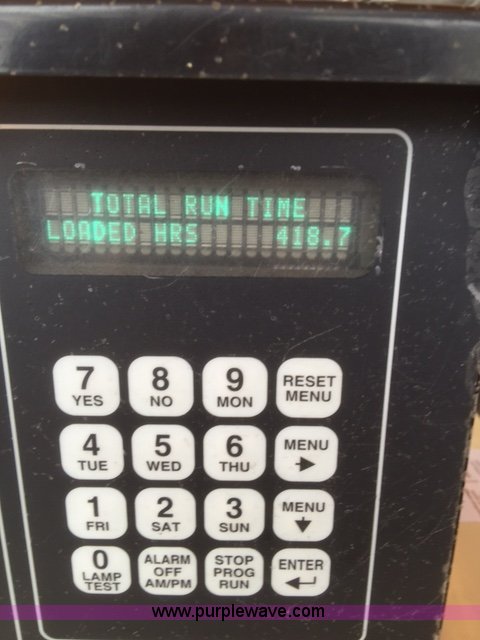 TOTAL RUN TIME
LOADED HRS 418.7
7 8 9 RESET
YES NO MON MENU
4 5 6 MENU
TUE WED THU
1 2 3 MENU
FRI SAT SUN
0 ALARM STOP ENTER
LAMP OFF PROG
TEST AM/PM RUN
www.purplewave.com